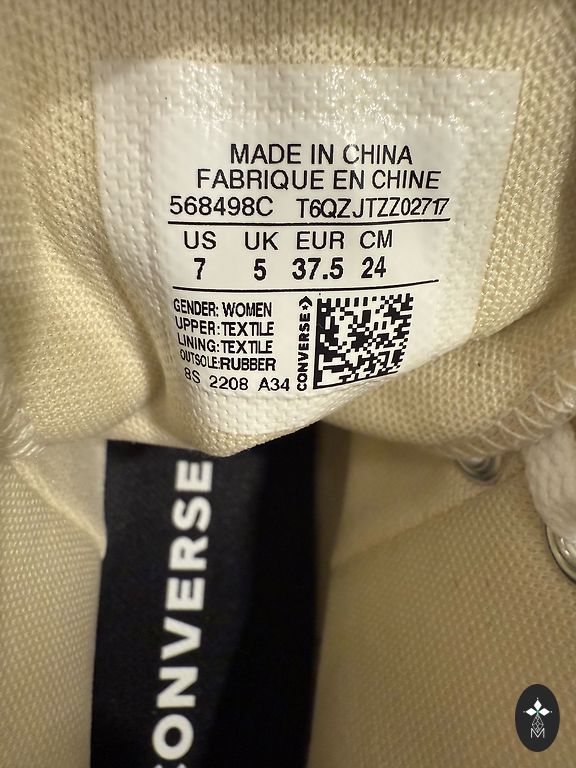 MADE IN CHINA
FABRIQUE EN CHINE
568498C T6QZJTZZ02717
US UK EUR CM
7 5 37.5 24
GENDER: WOMEN
UPPER:TEXTILE
LINING:TEXTILE
OUTSOLE:RUBBER
8S 2208 A34
CONVERSE
CONVERSE
M